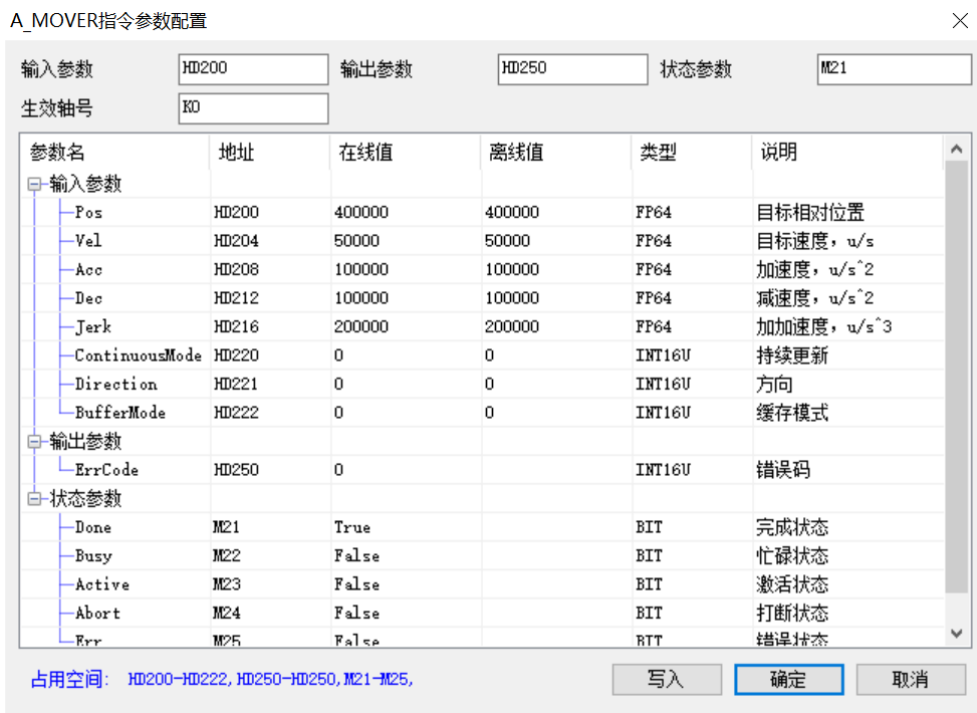 A_MOVER指令参数配置
输入参数 HD200 输出参数 HD250 状态参数 M21
生效轴号 K0
参数名 地址 在线值 离线值 类型 说明
输入参数
Pos HD200 400000 400000 FP64 目标相对位置
Vel HD204 50000 50000 FP64 目标速度，u/s
Acc HD208 100000 100000 FP64 加速度，u/s^2
Dec HD212 100000 100000 FP64 减速度，u/s^2
Jerk HD216 200000 200000 FP64 加加速度，u/s^3
ContinuousMode HD220 0 0 INT16U 持续更新
Direction HD221 0 0 INT16U 方向
BufferMode HD222 0 0 INT16U 缓存模式
输出参数
ErrCode HD250 0 INT16U 错误码
状态参数
Done M21 True BIT 完成状态
Busy M22 False BIT 忙碌状态
Active M23 False BIT 激活状态
Abort M24 False BIT 打断状态
Err M25 False BIT 错误状态
占用空间: HD200-HD222,HD250-HD250,M21-M25, 写入 确定 取消